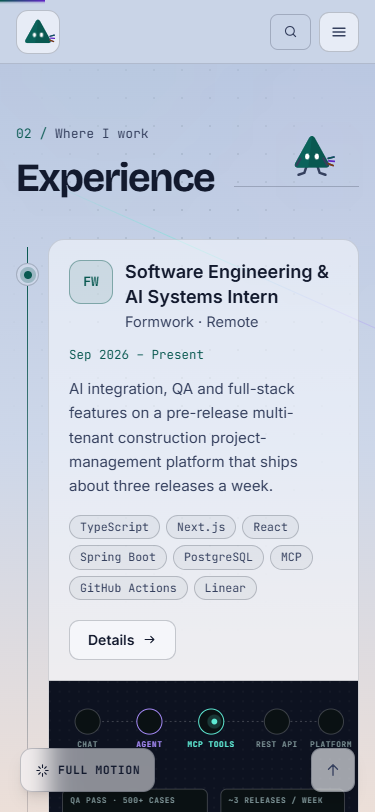 02 / Where I work
Experience
FW
Software Engineering &
AI Systems Intern
Formwork · Remote
Sep 2026 – Present
AI integration, QA and full-stack
features on a pre-release multi-
tenant construction project-
management platform that ships
about three releases a week.
TypeScript Next.js React
Spring Boot PostgreSQL MCP
GitHub Actions Linear
Details →
CHAT AGENT MCP TOOLS REST API PLATFORM
FULL MOTION ↑
QA PASS · 500+ CASES ~3 RELEASES / WEEK